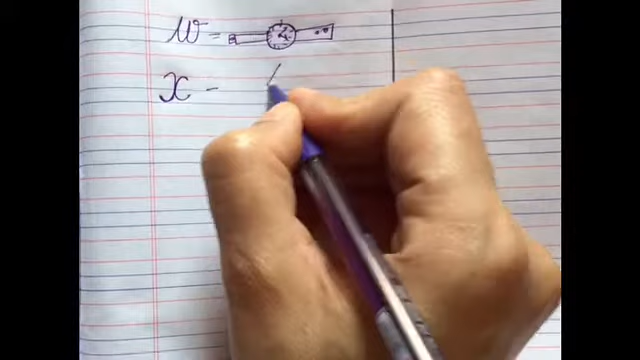 w =
x -